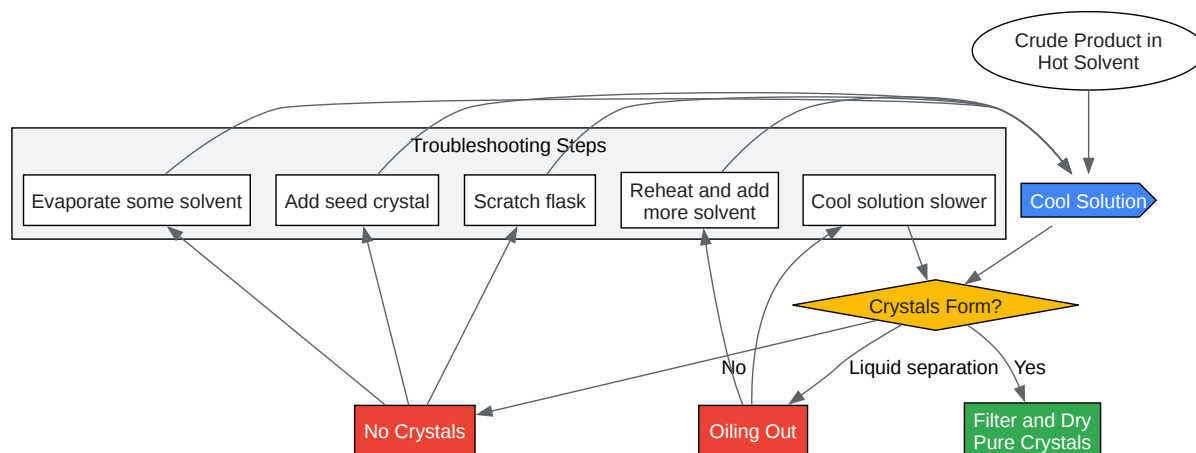 Crude Product in
Hot Solvent
Troubleshooting Steps
Evaporate some solvent
Add seed crystal
Scratch flask
Reheat and add
more solvent
Cool solution slower
Cool Solution
Crystals Form?
No
Liquid separation
Yes
No Crystals
Oiling Out
Filter and Dry
Pure Crystals